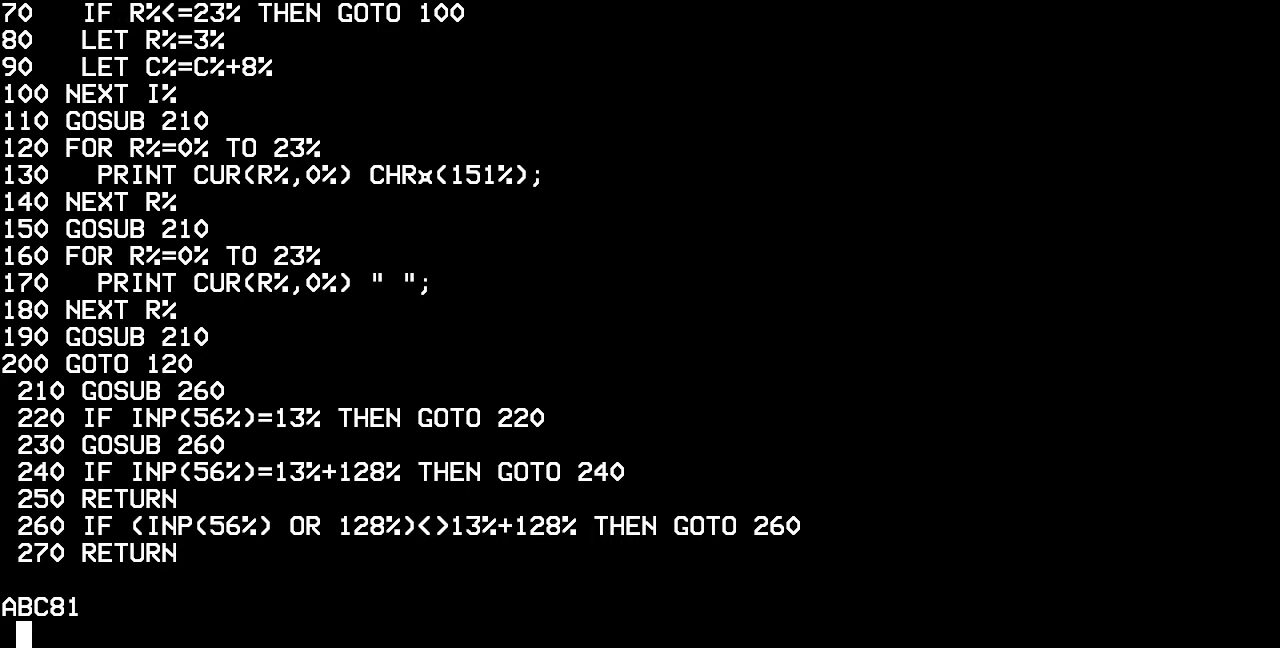 70   IF R%<=23% THEN GOTO 100
80   LET R%=3%
90   LET C%=C%+8%
100 NEXT I%
110 GOSUB 210
120 FOR R%=0% TO 23%
130   PRINT CUR(R%,0%) CHR¤(151%);
140 NEXT R%
150 GOSUB 210
160 FOR R%=0% TO 23%
170   PRINT CUR(R%,0%) " ";
180 NEXT R%
190 GOSUB 210
200 GOTO 120
 210 GOSUB 260
 220 IF INP(56%)=13% THEN GOTO 220
 230 GOSUB 260
 240 IF INP(56%)=13%+128% THEN GOTO 240
 250 RETURN
 260 IF (INP(56%) OR 128%)<>13%+128% THEN GOTO 260
 270 RETURN

ABC81